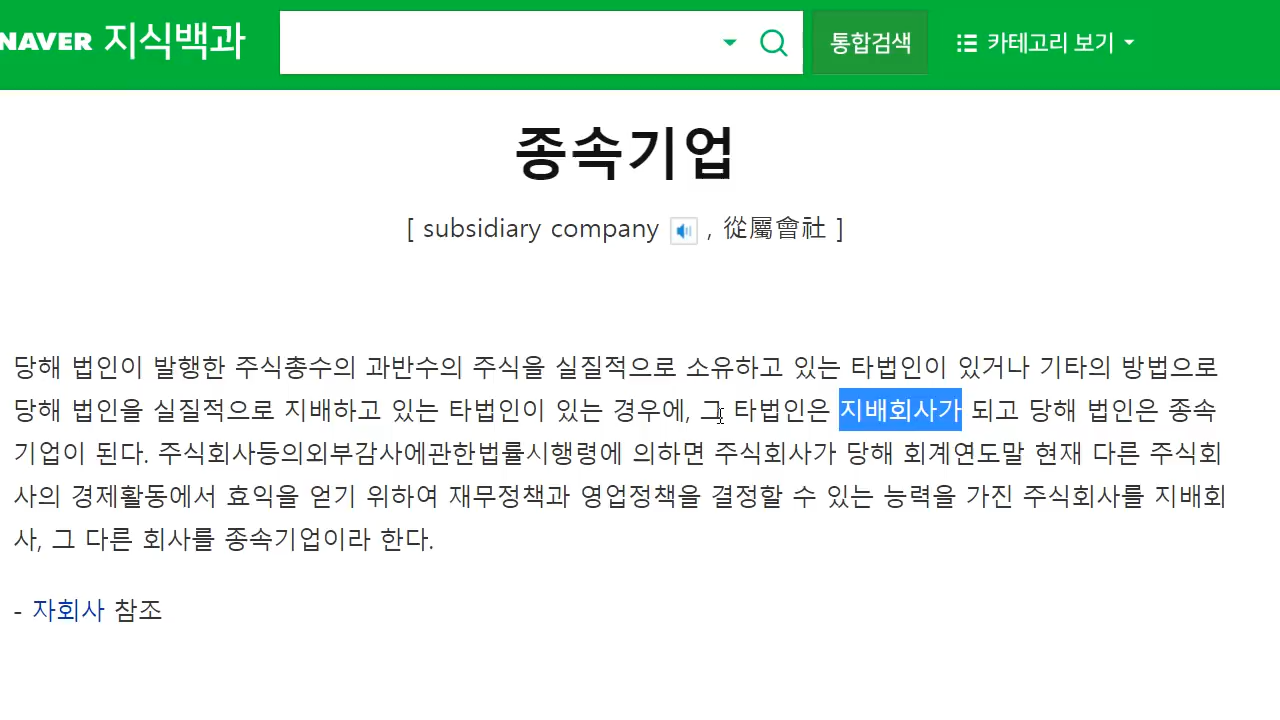 NAVER 지식백과
통합검색
카테고리 보기
종속기업
[ subsidiary company , 從屬會社 ]
당해 법인이 발행한 주식총수의 과반수의 주식을 실질적으로 소유하고 있는 타법인이 있거나 기타의 방법으로
당해 법인을 실질적으로 지배하고 있는 타법인이 있는 경우에, 그 타법인은 지배회사가 되고 당해 법인은 종속
기업이 된다. 주식회사등의외부감사에관한법률시행령에 의하면 주식회사가 당해 회계연도말 현재 다른 주식회
사의 경제활동에서 효익을 얻기 위하여 재무정책과 영업정책을 결정할 수 있는 능력을 가진 주식회사를 지배회
사, 그 다른 회사를 종속기업이라 한다.
- 자회사 참조